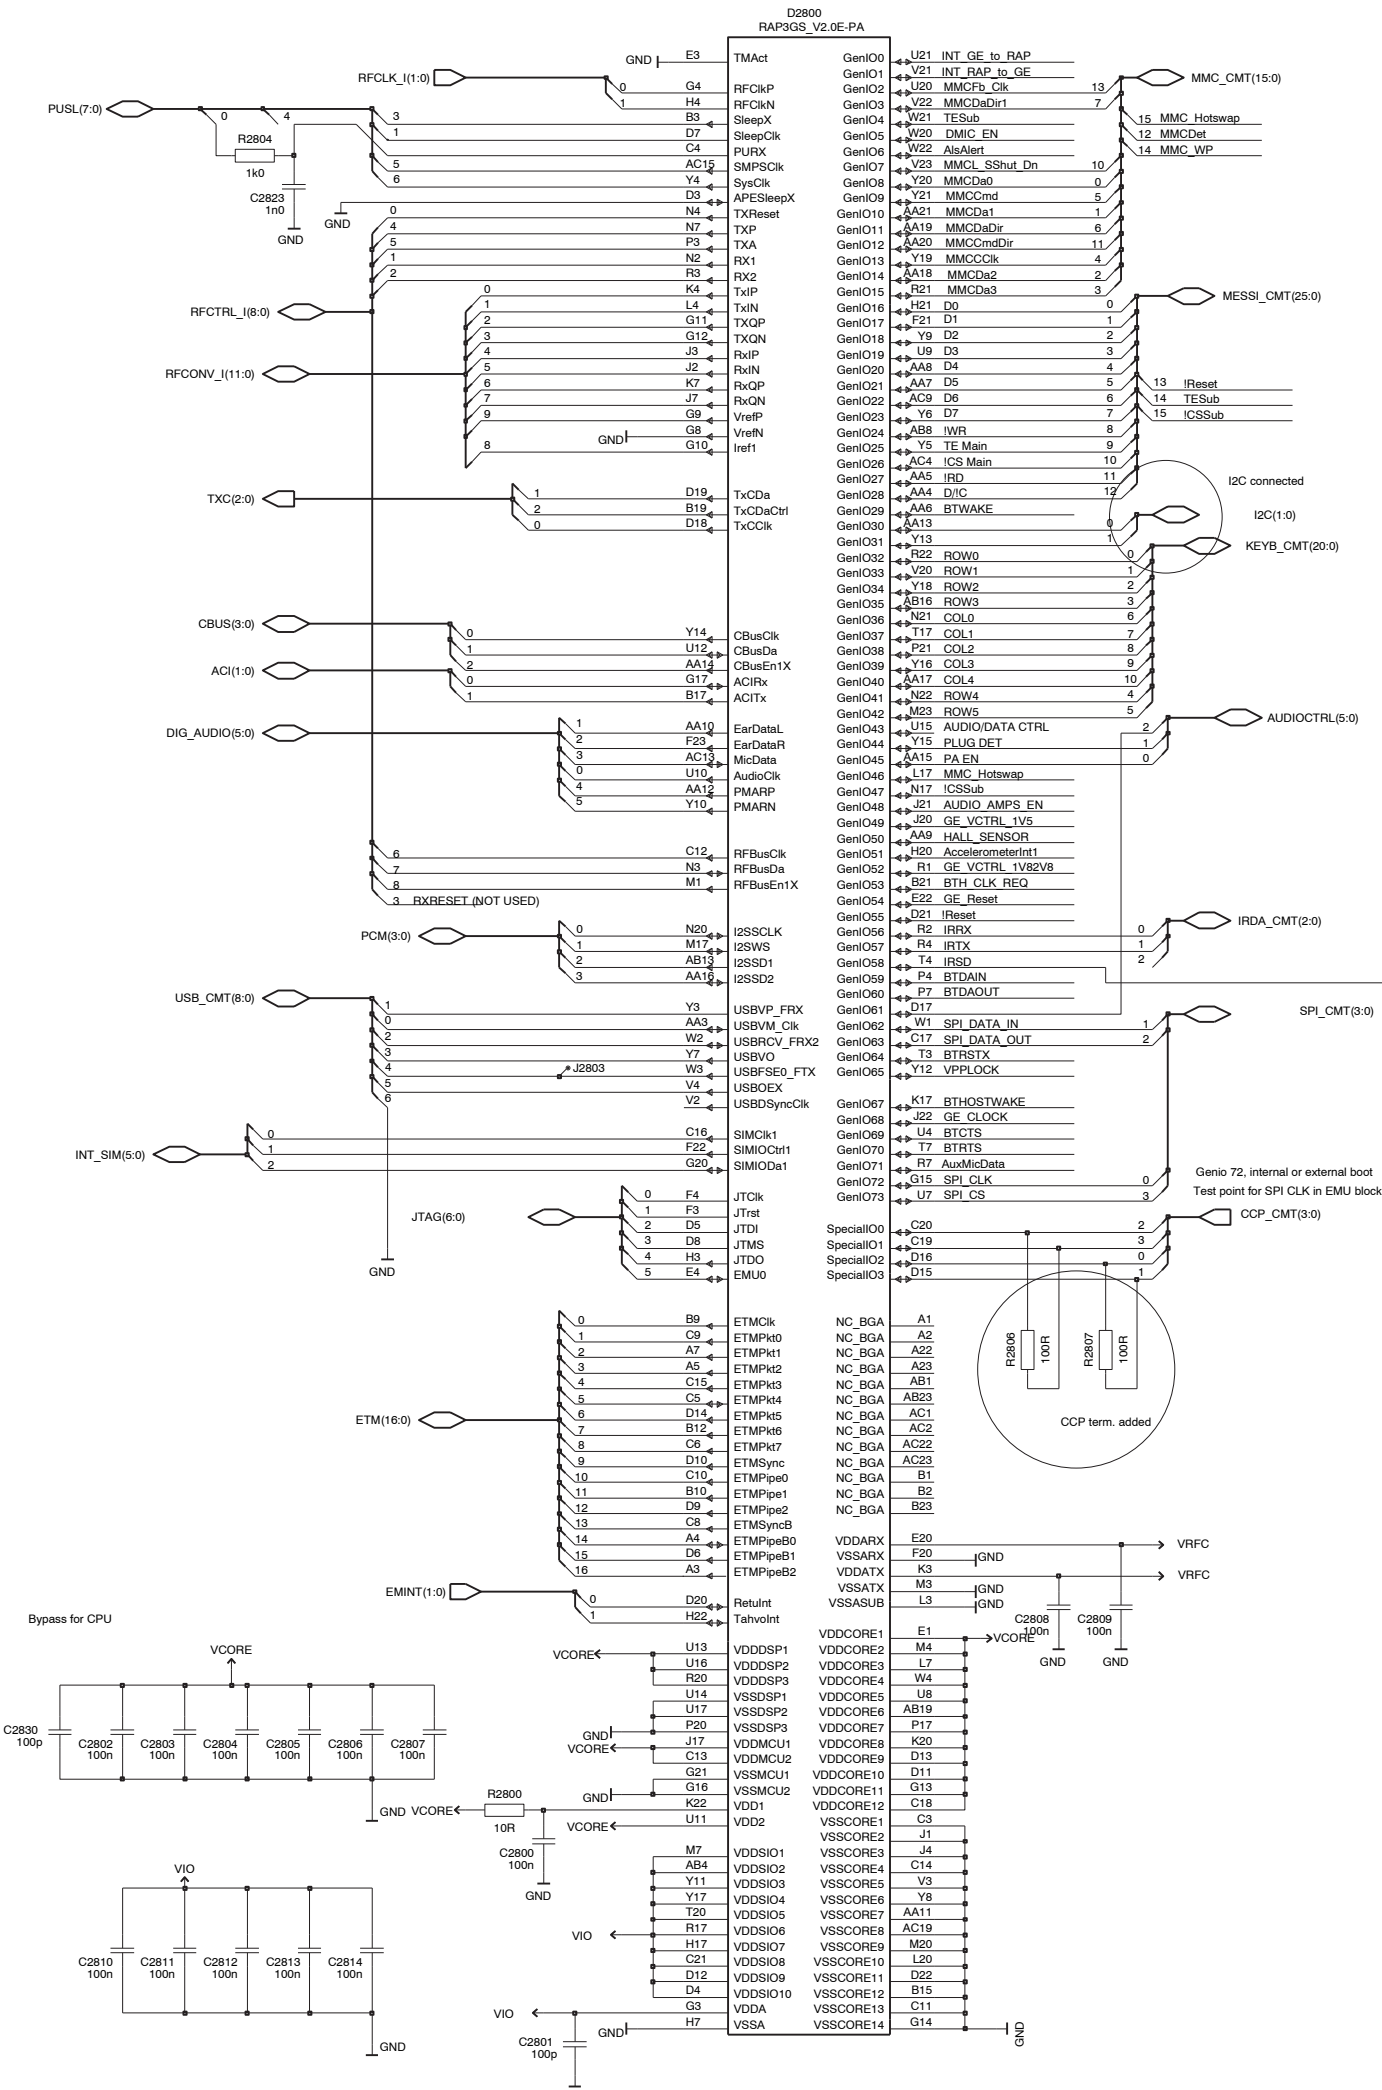 D2800
RAP3GS_V2.0E-PA
GND E3 TMAct
RFCLK_I(1:0)
0 G4 RFClkP
1 H4 RFClkN
PUSL(7:0)
0 4
R2804
1k0
C2823
1n0
GND
3 B3 SleepX
1 D7 SleepClk
C4 PURX
5 AC15 SMPSClk
6 Y4 SysClk
GND D3 APESleepX
RFCTRL_I(8:0)
0 N4 TXReset
4 N7 TXP
5 P3 TXA
1 N2 RX1
2 R3 RX2
RFCONV_I(11:0)
0 K4 TxIP
1 L4 TxIN
2 G11 TXQP
3 G12 TXQN
4 J3 RxIP
5 J2 RxIN
6 K7 RxQP
7 J7 RxQN
9 G9 VrefP
GND G8 VrefN
8 G10 Iref1
TXC(2:0)
1 D19 TxCDa
2 B19 TxCDaCtrl
0 D18 TxCClk
CBUS(3:0)
0 Y14 CBusClk
1 U12 CBusDa
2 AA14 CBusEn1X
ACI(1:0)
0 G17 ACIRx
1 B17 ACITx
DIG_AUDIO(5:0)
1 AA10 EarDataL
2 F23 EarDataR
3 AC13 MicData
0 U10 AudioClk
4 AA12 PMARP
5 Y10 PMARN
6 C12 RFBusClk
7 N3 RFBusDa
8 M1 RFBusEn1X
3 RXRESET (NOT USED)
PCM(3:0)
0 N20 I2SSCLK
1 M17 I2SWS
2 AB13 I2SSD1
3 AA16 I2SSD2
USB_CMT(8:0)
1 Y3 USBVP_FRX
0 AA3 USBVM_Clk
2 W2 USBRCV_FRX2
3 Y7 USBVO
4 J2803 W3 USBFSE0_FTX
5 V4 USBOEX
6 V2 USBDSyncClk
GND
INT_SIM(5:0)
0 C16 SIMClk1
1 F22 SIMIOCtrl1
2 G20 SIMIODa1
JTAG(6:0)
0 F4 JTClk
1 F3 JTrst
2 D5 JTDI
3 D8 JTMS
4 H3 JTDO
5 E4 EMU0
ETM(16:0)
0 B9 ETMClk
1 C9 ETMPkt0
2 A7 ETMPkt1
3 A5 ETMPkt2
4 C15 ETMPkt3
5 C5 ETMPkt4
6 D14 ETMPkt5
7 B12 ETMPkt6
8 C6 ETMPkt7
9 D10 ETMSync
10 C10 ETMPipe0
11 B10 ETMPipe1
12 D9 ETMPipe2
13 C8 ETMSyncB
14 A4 ETMPipeB0
15 D6 ETMPipeB1
16 A3 ETMPipeB2
EMINT(1:0)
0 D20 RetuInt
1 H22 TahvoInt
VCORE U13 VDDDSP1
U16 VDDDSP2
R20 VDDDSP3
U14 VSSDSP1
U17 VSSDSP2
GND P20 VSSDSP3
VCORE J17 VDDMCU1
C13 VDDMCU2
G21 VSSMCU1
GND G16 VSSMCU2
VCORE R2800 10R K22 VDD1
C2800
100n
GND
VCORE U11 VDD2
M7 VDDSIO1
AB4 VDDSIO2
Y11 VDDSIO3
Y17 VDDSIO4
T20 VDDSIO5
VIO R17 VDDSIO6
H17 VDDSIO7
C21 VDDSIO8
D12 VDDSIO9
D4 VDDSIO10
VIO G3 VDDA
GND H7 VSSA
C2801
100p
Bypass for CPU
VCORE
C2830 100p
C2802 100n
C2803 100n
C2804 100n
C2805 100n
C2806 100n
C2807 100n
GND
VIO
C2810 100n
C2811 100n
C2812 100n
C2813 100n
C2814 100n
GND
GenIO0 U21 INT_GE_to_RAP
GenIO1 V21 INT_RAP_to_GE
GenIO2 U20 MMCFb_Clk 13
GenIO3 V22 MMCDaDir1 7
GenIO4 W21 TESub
GenIO5 W20 DMIC_EN
GenIO6 W22 AlsAlert
GenIO7 V23 MMCL_SShut_Dn 10
GenIO8 Y20 MMCDa0 0
GenIO9 Y21 MMCCmd 5
GenIO10 AA21 MMCDa1 1
GenIO11 AA19 MMCDaDir 6
GenIO12 AA20 MMCCmdDir 11
GenIO13 Y19 MMCCClk 4
GenIO14 AA18 MMCDa2 2
GenIO15 R21 MMCDa3 3
MMC_CMT(15:0)
15 MMC_Hotswap
12 MMCDet
14 MMC_WP
GenIO16 H21 D0 0
GenIO17 F21 D1 1
GenIO18 Y9 D2 2
GenIO19 U9 D3 3
GenIO20 AA8 D4 4
GenIO21 AA7 D5 5
GenIO22 AC9 D6 6
GenIO23 Y6 D7 7
GenIO24 AB8 !WR 8
GenIO25 Y5 TE Main 9
GenIO26 AC4 !CS Main 10
GenIO27 AA5 !RD 11
GenIO28 AA4 D/!C 12
MESSI_CMT(25:0)
13 !Reset
14 TESub
15 !CSSub
GenIO29 AA6 BTWAKE
GenIO30 AA13 0
GenIO31 Y13 1
I2C connected
I2C(1:0)
KEYB_CMT(20:0)
GenIO32 R22 ROW0 0
GenIO33 V20 ROW1 1
GenIO34 Y18 ROW2 2
GenIO35 AB16 ROW3 3
GenIO36 N21 COL0 6
GenIO37 T17 COL1 7
GenIO38 P21 COL2 8
GenIO39 Y16 COL3 9
GenIO40 AA17 COL4 10
GenIO41 N22 ROW4 4
GenIO42 M23 ROW5 5
AUDIOCTRL(5:0)
GenIO43 U15 AUDIO/DATA CTRL 2
GenIO44 Y15 PLUG DET 1
GenIO45 AA15 PA EN 0
GenIO46 L17 MMC_Hotswap
GenIO47 N17 !CSSub
GenIO48 J21 AUDIO_AMPS_EN
GenIO49 J20 GE_VCTRL_1V5
GenIO50 AA9 HALL_SENSOR
GenIO51 H20 AccelerometerInt1
GenIO52 R1 GE_VCTRL_1V82V8
GenIO53 B21 BTH_CLK_REQ
GenIO54 E22 GE_Reset
GenIO55 D21 !Reset
GenIO56 R2 IRRX 0
GenIO57 R4 IRTX 1
GenIO58 T4 IRSD 2
IRDA_CMT(2:0)
GenIO59 P4 BTDAIN
GenIO60 P7 BTDAOUT
GenIO61 D17
GenIO62 W1 SPI_DATA_IN 1
GenIO63 C17 SPI_DATA_OUT 2
SPI_CMT(3:0)
GenIO64 T3 BTRSTX
GenIO65 Y12 VPPLOCK
GenIO67 K17 BTHOSTWAKE
GenIO68 J22 GE_CLOCK
GenIO69 U4 BTCTS
GenIO70 T7 BTRTS
GenIO71 R7 AuxMicData
GenIO72 G15 SPI_CLK 0
GenIO73 U7 SPI_CS 3
Genio 72, internal or external boot
Test point for SPI CLK in EMU block
CCP_CMT(3:0)
SpecialIO0 C20 2
SpecialIO1 C19 3
SpecialIO2 D16 0
SpecialIO3 D15 1
R2806 100R
R2807 100R
CCP term. added
NC_BGA A1
NC_BGA A2
NC_BGA A22
NC_BGA A23
NC_BGA AB1
NC_BGA AB23
NC_BGA AC1
NC_BGA AC2
NC_BGA AC22
NC_BGA AC23
NC_BGA B1
NC_BGA B2
NC_BGA B23
VDDARX E20 VRFC
VSSARX F20 GND
VDDATX K3 VRFC
VSSATX M3 GND
VSSASUB L3 GND
C2808 100n
C2809 100n
GND GND
VDDCORE1 E1 VCORE
VDDCORE2 M4
VDDCORE3 L7
VDDCORE4 W4
VDDCORE5 U8
VDDCORE6 AB19
VDDCORE7 P17
VDDCORE8 K20
VDDCORE9 D13
VDDCORE10 D11
VDDCORE11 G13
VDDCORE12 C18
VSSCORE1 C3
VSSCORE2 J1
VSSCORE3 J4
VSSCORE4 C14
VSSCORE5 V3
VSSCORE6 Y8
VSSCORE7 AA11
VSSCORE8 AC19
VSSCORE9 M20
VSSCORE10 L20
VSSCORE11 D22
VSSCORE12 B15
VSSCORE13 C11
VSSCORE14 G14
GND